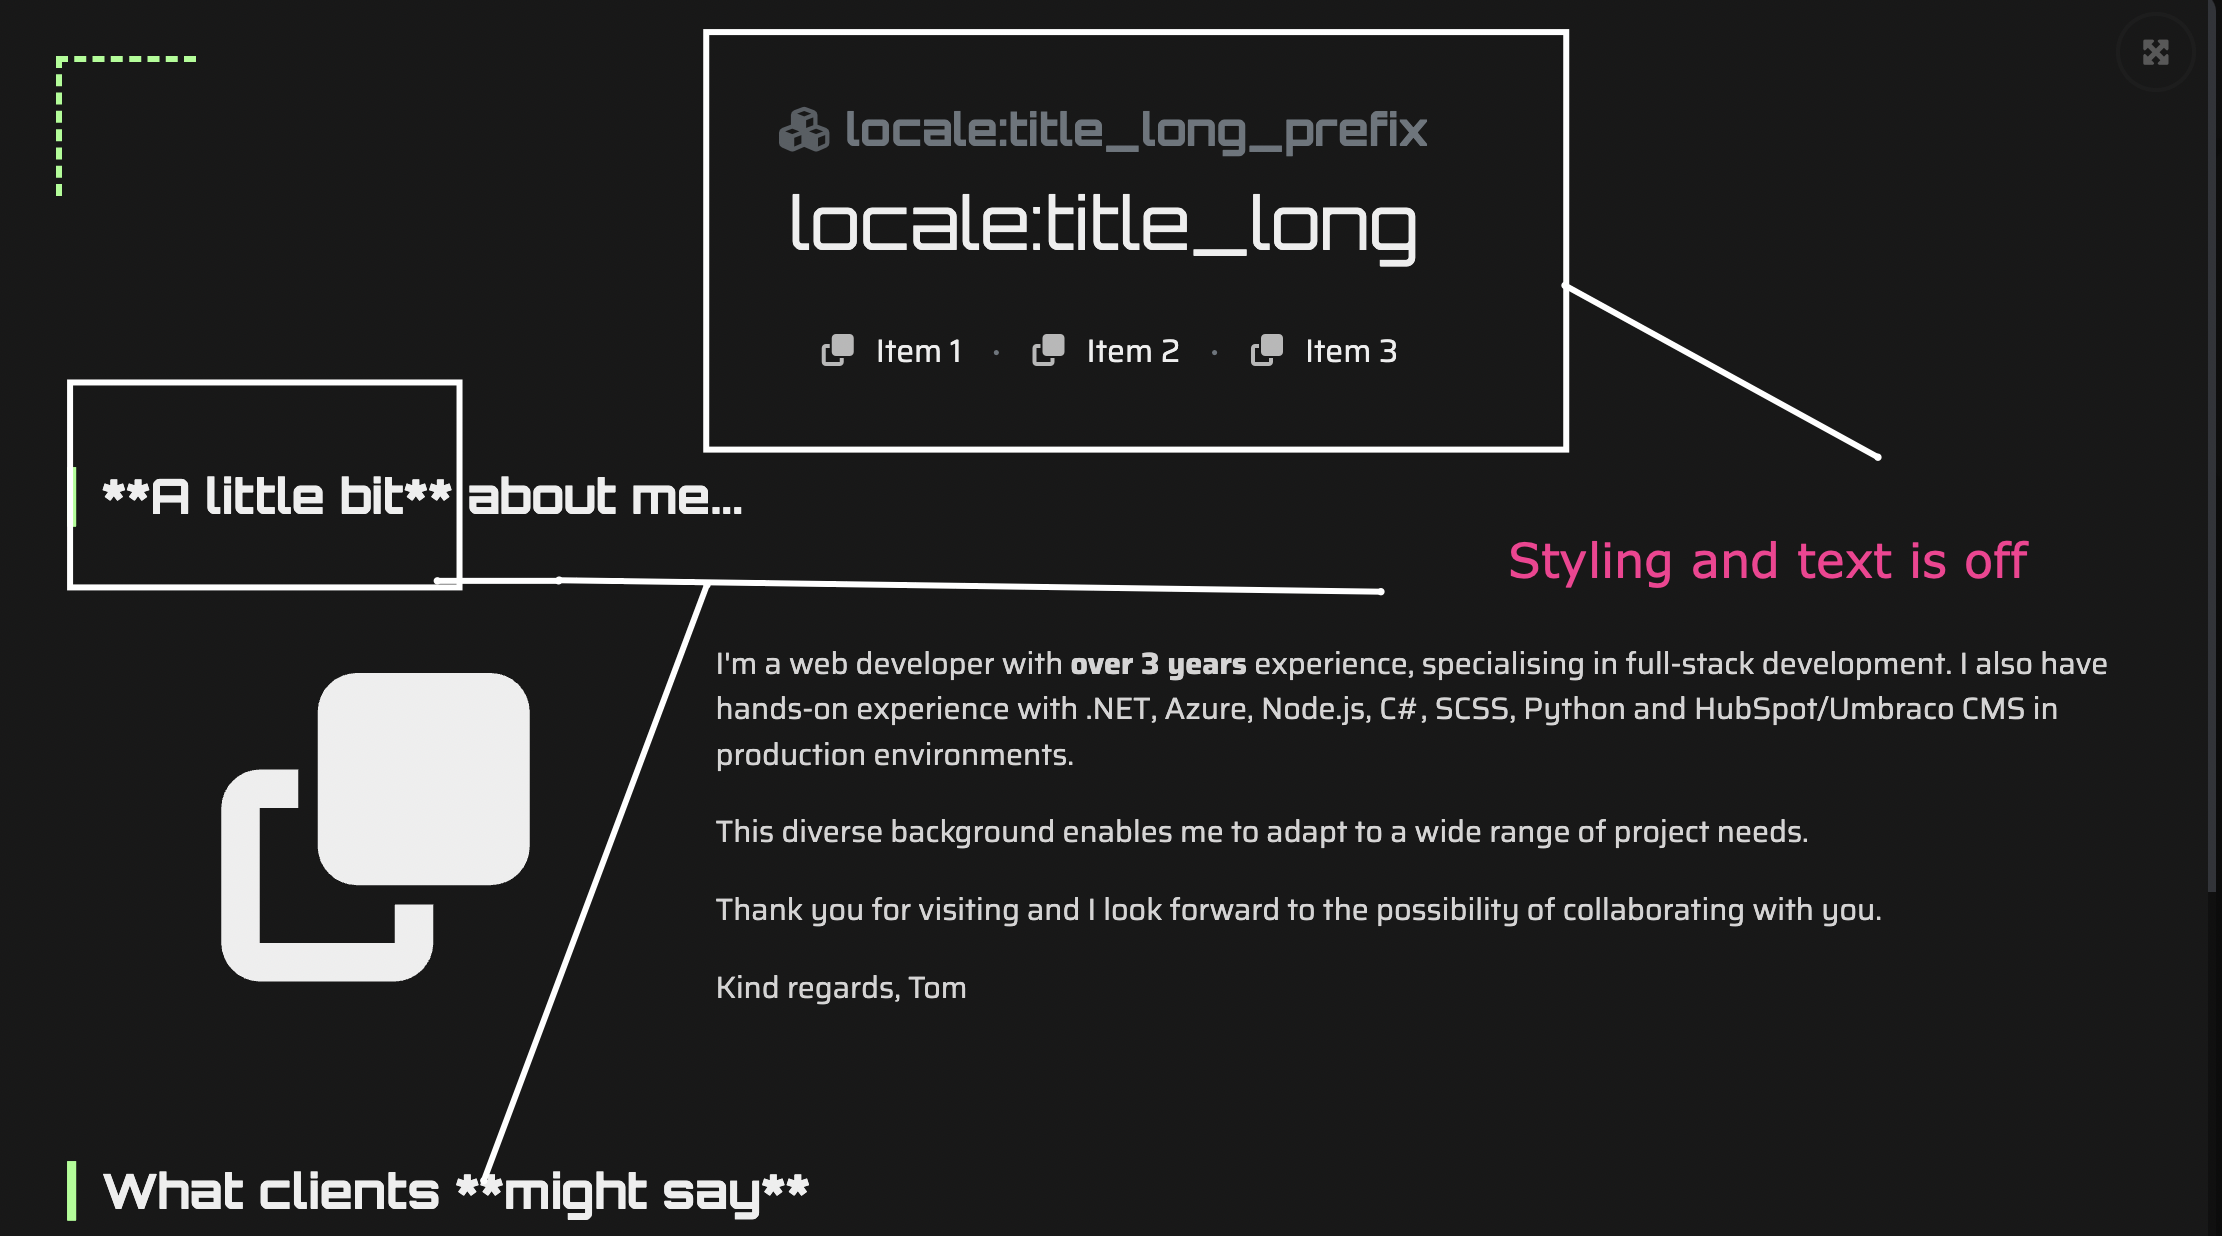 locale:title_long_prefix
locale:title_long
Item 1 · Item 2 · Item 3
**A little bit** about me...
Styling and text is off
I'm a web developer with over 3 years experience, specialising in full-stack development. I also have
hands-on experience with .NET, Azure, Node.js, C#, SCSS, Python and HubSpot/Umbraco CMS in
production environments.
This diverse background enables me to adapt to a wide range of project needs.
Thank you for visiting and I look forward to the possibility of collaborating with you.
Kind regards, Tom
What clients **might say**